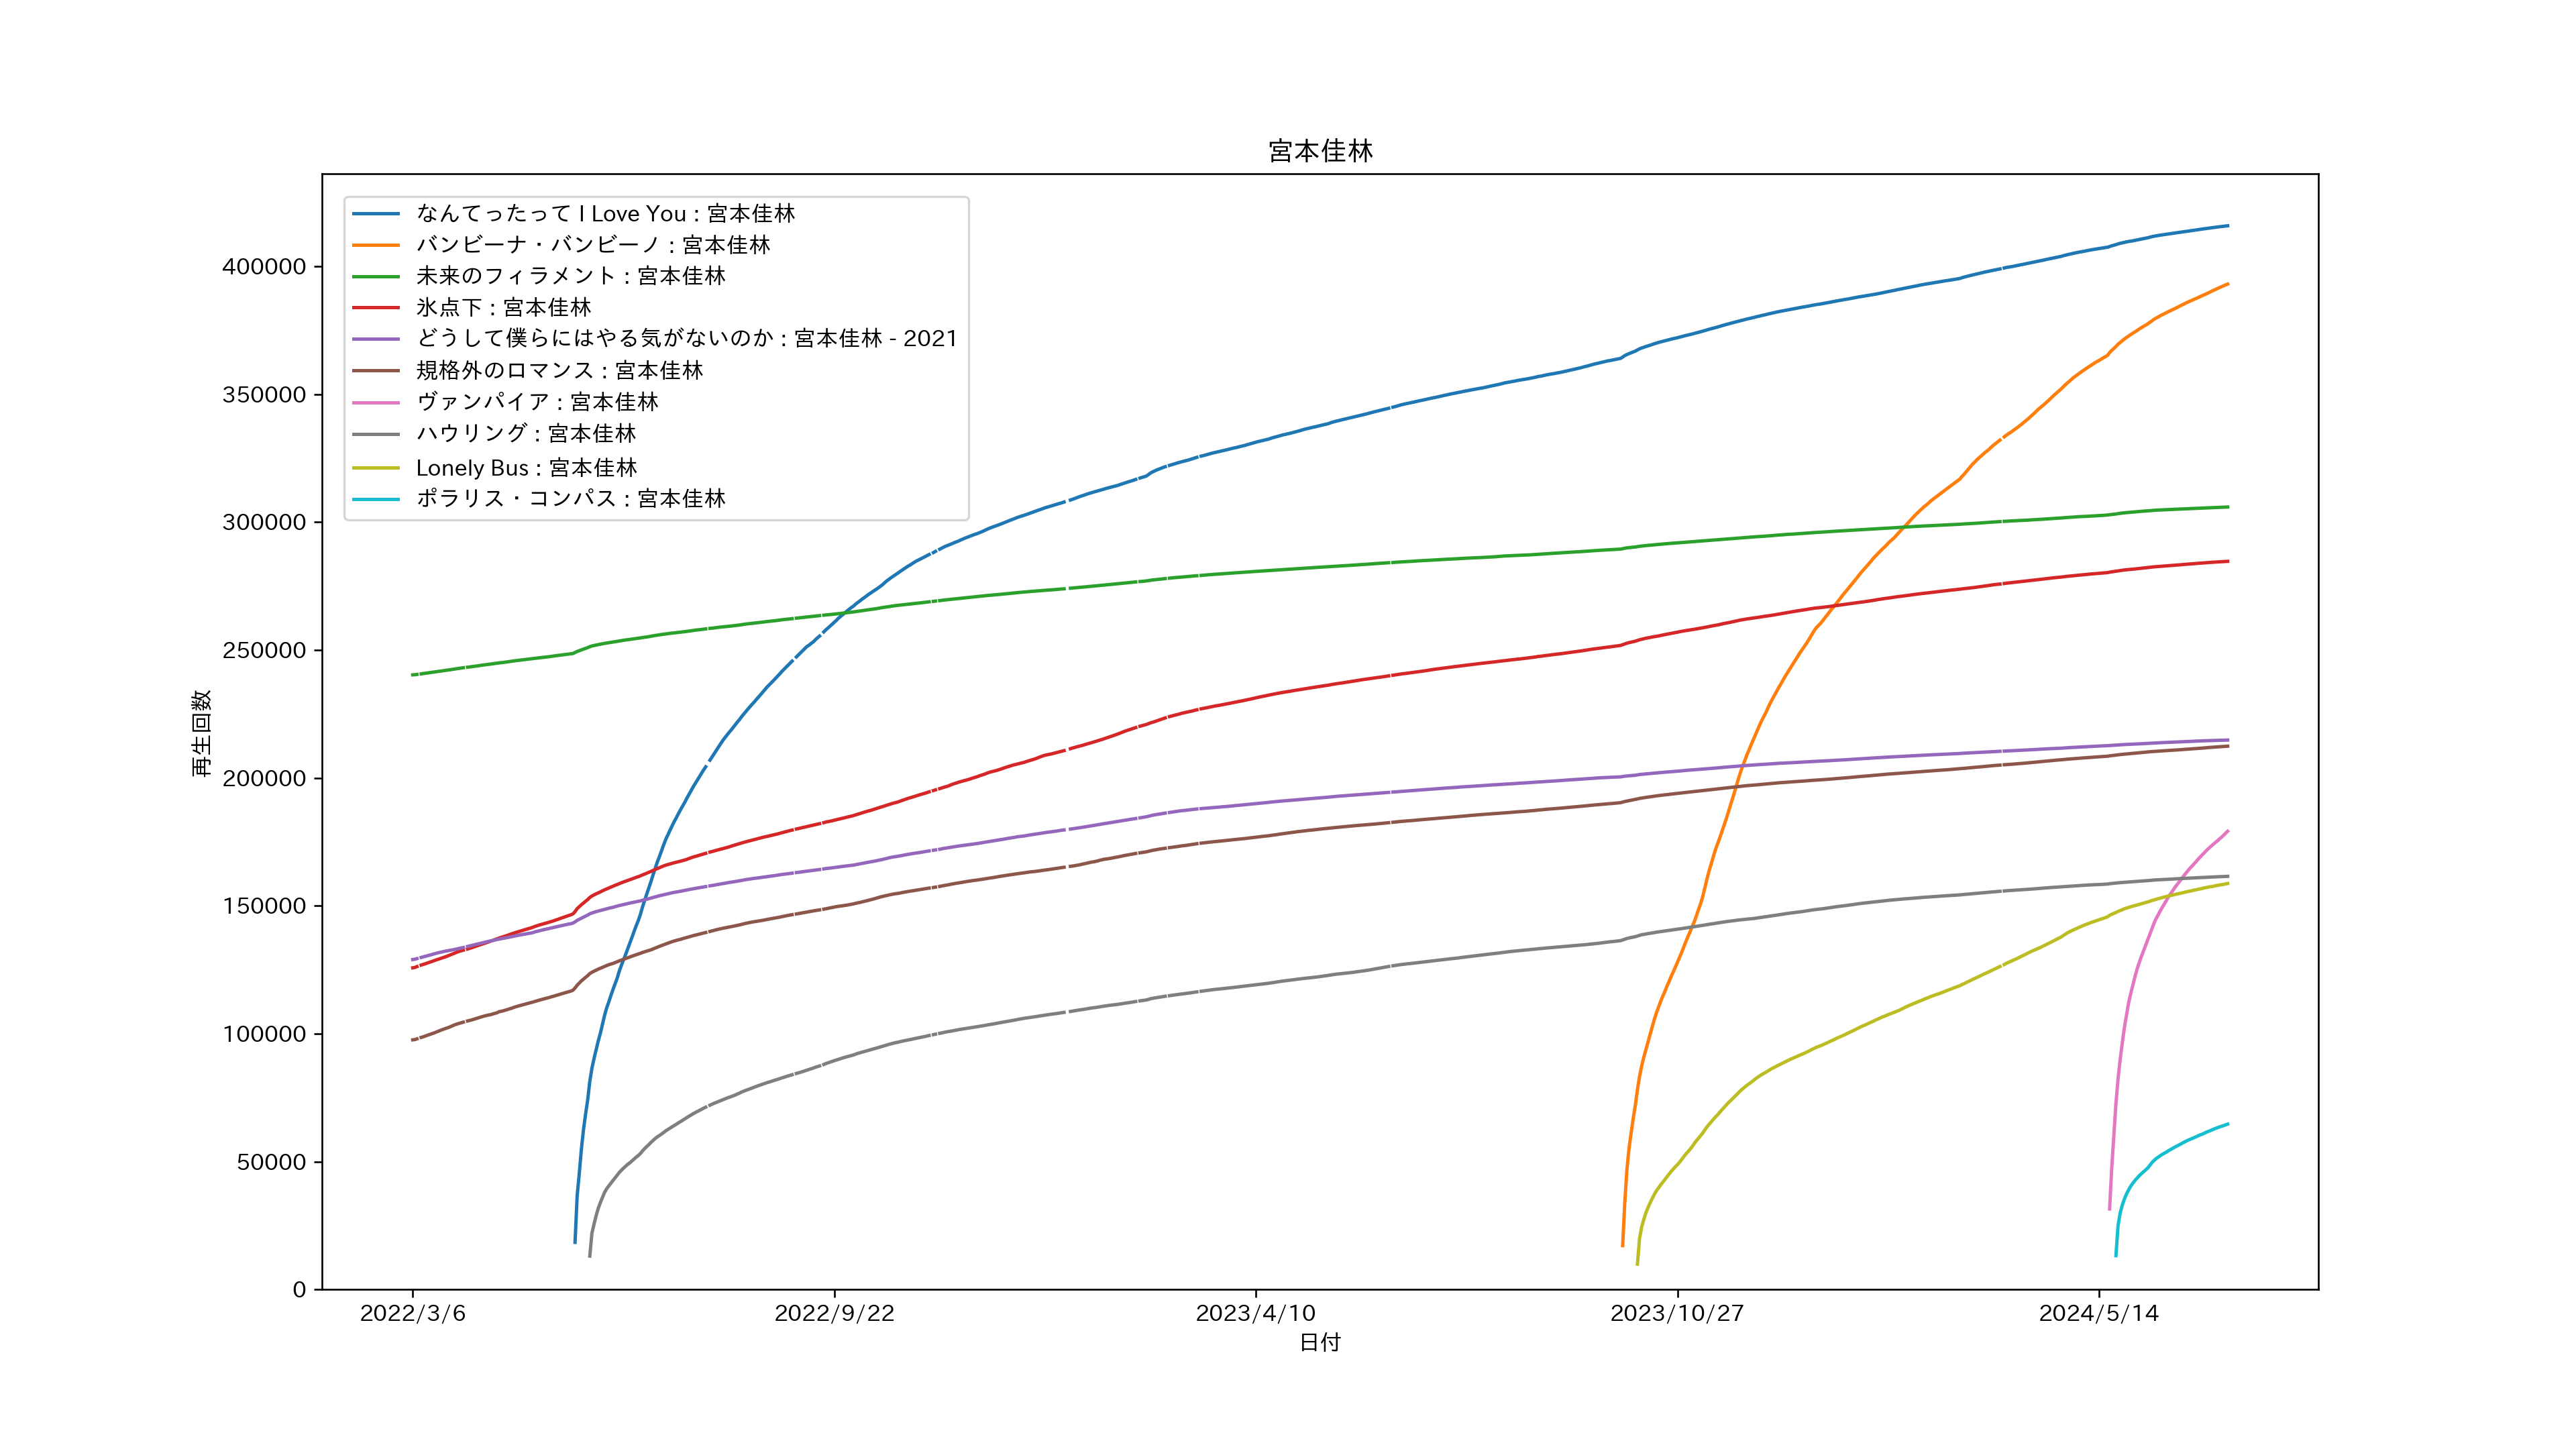 宮本佳林
なんてったって I Love You : 宮本佳林
バンビーナ・バンビーノ : 宮本佳林
未来のフィラメント : 宮本佳林
氷点下 : 宮本佳林
どうして僕らにはやる気がないのか : 宮本佳林 - 2021
規格外のロマンス : 宮本佳林
ヴァンパイア : 宮本佳林
ハウリング : 宮本佳林
Lonely Bus : 宮本佳林
ポラリス・コンパス : 宮本佳林
400000
350000
300000
250000
200000
150000
100000
50000
0
再生回数
2022/3/6 2022/9/22 2023/4/10 2023/10/27 2024/5/14
日付